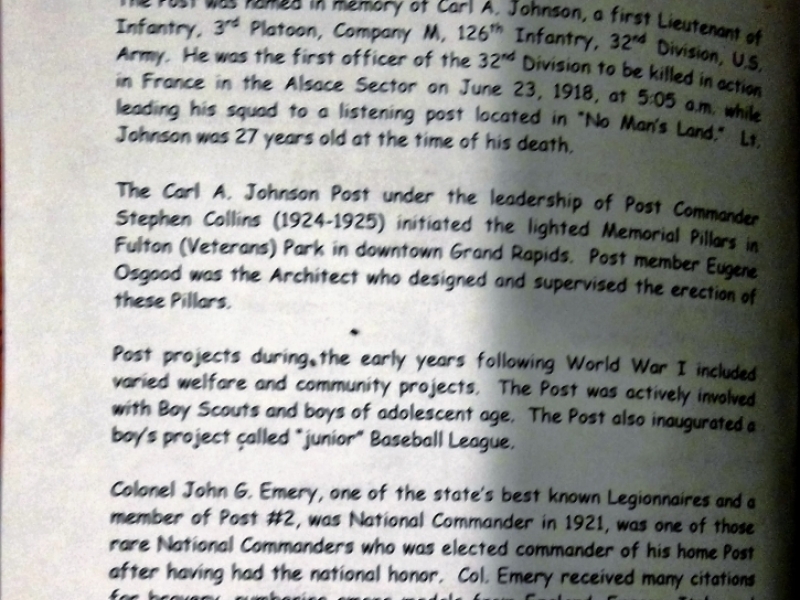 The Post was named in memory of Carl A. Johnson, a first Lieutenant of
Infantry, 3rd Platoon, Company M, 126th Infantry, 32nd Division, U.S.
Army. He was the first officer of the 32nd Division to be killed in action
in France in the Alsace Sector on June 23, 1918, at 5:05 a.m. while
leading his squad to a listening post located in "No Man's Land." Lt.
Johnson was 27 years old at the time of his death.
The Carl A. Johnson Post under the leadership of Post Commander
Stephen Collins (1924-1925) initiated the lighted Memorial Pillars in
Fulton (Veterans) Park in downtown Grand Rapids. Post member Eugene
Osgood was the Architect who designed and supervised the erection of
these Pillars.
Post projects during the early years following World War I included
varied welfare and community projects. The Post was actively involved
with Boy Scouts and boys of adolescent age. The Post also inaugurated a
boy's project called "junior" Baseball League.
Colonel John G. Emery, one of the state's best known Legionnaires and a
member of Post #2, was National Commander in 1921, was one of those
rare National Commanders who was elected commander of his home Post
after having had the national honor. Col. Emery received many citations
for bravery, numbering among medals from England,